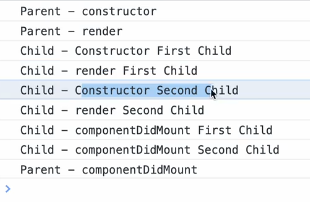 Parent – constructor
Parent – render
Child – Constructor First Child
Child – render First Child
Child – Constructor Second Child
Child – render Second Child
Child – componentDidMount First Child
Child – componentDidMount Second Child
Parent – componentDidMount